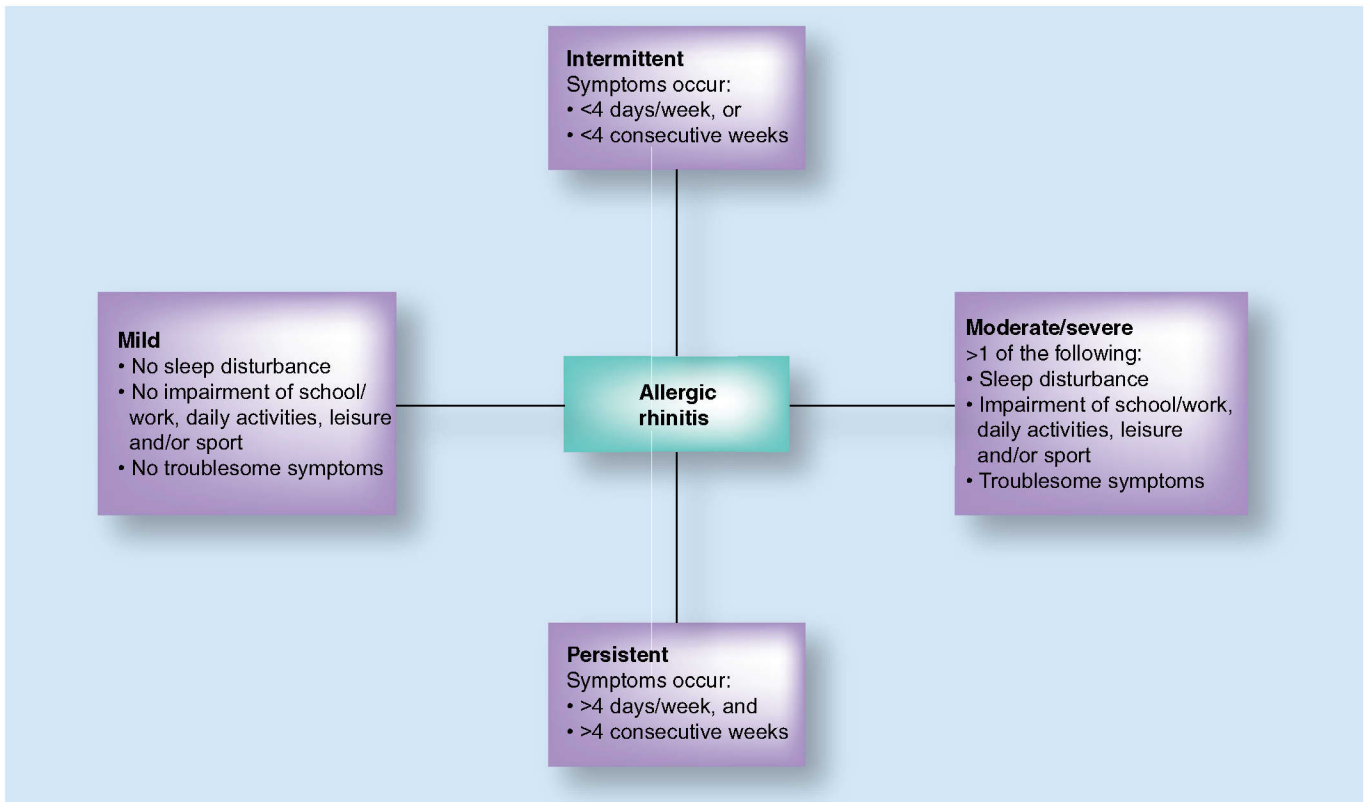 Intermittent
Symptoms occur:
• <4 days/week, or
• <4 consecutive weeks
Mild
• No sleep disturbance
• No impairment of school/
work, daily activities, leisure
and/or sport
• No troublesome symptoms
Allergic
rhinitis
Moderate/severe
>1 of the following:
• Sleep disturbance
• Impairment of school/work,
daily activities, leisure
and/or sport
• Troublesome symptoms
Persistent
Symptoms occur:
• >4 days/week, and
• >4 consecutive weeks